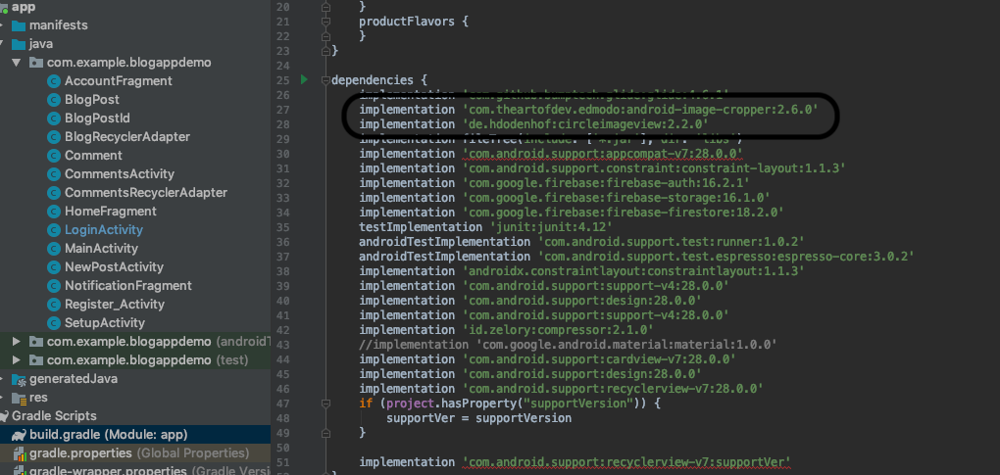 app
manifests
java
com.example.blogappdemo
AccountFragment
BlogPost
BlogPostId
BlogRecyclerAdapter
Comment
CommentsActivity
CommentsRecyclerAdapter
HomeFragment
LoginActivity
MainActivity
NewPostActivity
NotificationFragment
Register_Activity
SetupActivity
com.example.blogappdemo (androidT
com.example.blogappdemo (test)
generatedJava
res
Gradle Scripts
build.gradle (Module: app)
gradle.properties (Global Properties)
gradle-wrapper.properties (Gradle Versi
20 }
21 productFlavors {
22 }
23 }
24
25 dependencies {
26 implementation 'com.github.bumptech.glide:glide:4.6.1'
27 implementation 'com.theartofdev.edmodo:android-image-cropper:2.6.0'
28 implementation 'de.hdodenhof:circleimageview:2.2.0'
29 implementation fileTree(include: ['*.jar'], dir: 'libs')
30 implementation 'com.android.support:appcompat-v7:28.0.0'
31 implementation 'com.android.support.constraint:constraint-layout:1.1.3'
32 implementation 'com.google.firebase:firebase-auth:16.2.1'
33 implementation 'com.google.firebase:firebase-storage:16.1.0'
34 implementation 'com.google.firebase:firebase-firestore:18.2.0'
35 testImplementation 'junit:junit:4.12'
36 androidTestImplementation 'com.android.support.test:runner:1.0.2'
37 androidTestImplementation 'com.android.support.test.espresso:espresso-core:3.0.2'
38 implementation 'androidx.constraintlayout:constraintlayout:1.1.3'
39 implementation 'com.android.support:support-v4:28.0.0'
40 implementation 'com.android.support:design:28.0.0'
41 implementation 'com.android.support:support-v4:28.0.0'
42 implementation 'id.zelory:compressor:2.1.0'
43 //implementation 'com.google.android.material:material:1.0.0'
44 implementation 'com.android.support:cardview-v7:28.0.0'
45 implementation 'com.android.support:design:28.0.0'
46 implementation 'com.android.support:recyclerview-v7:28.0.0'
47 if (project.hasProperty("supportVersion")) {
48 supportVer = supportVersion
49 }
50
51 implementation 'com.android.support:recyclerview-v7:supportVer'